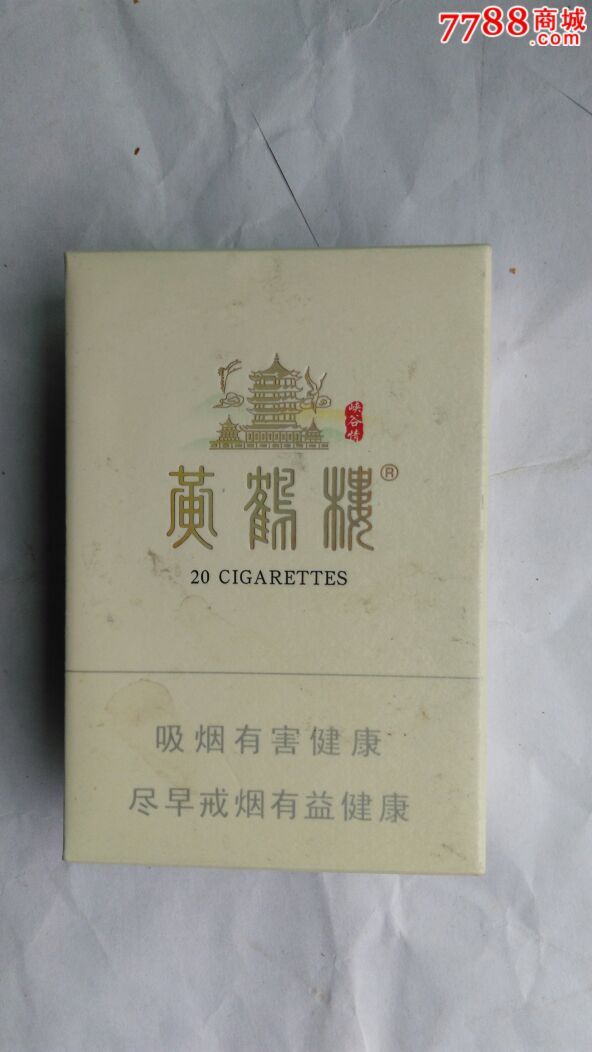 7788商城
.com
峡谷情
黄鹤楼®
20 CIGARETTES
吸烟有害健康
尽早戒烟有益健康